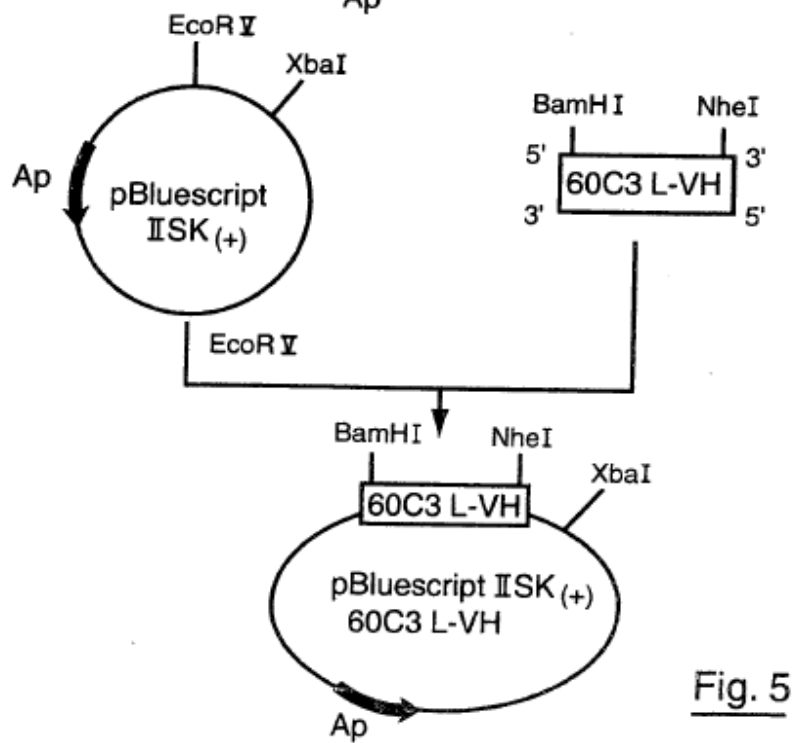 Ap
EcoR V
XbaI
Ap
pBluescript
IISK (+)
BamHI
NheI
5'
3'
60C3 L-VH
3'
5'
EcoR V
BamHI
NheI
XbaI
60C3 L-VH
pBluescript IISK (+)
60C3 L-VH
Ap
Fig. 5